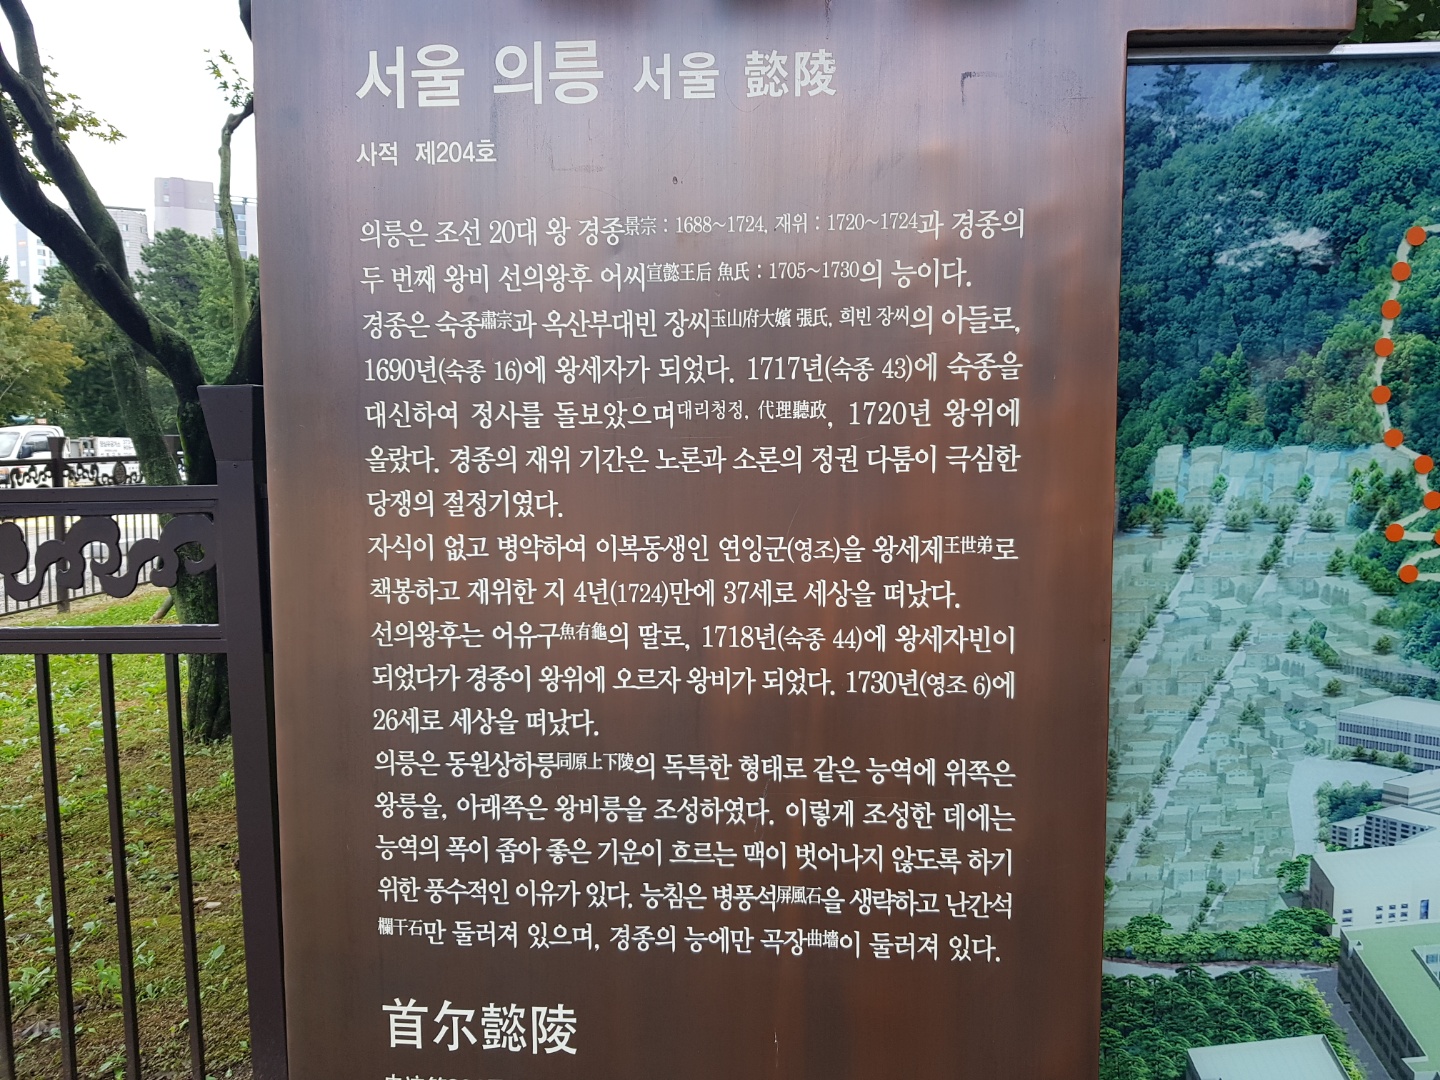 서울 의릉 서울 懿陵
사적 제204호
의릉은 조선 20대 왕 경종景宗 : 1688~1724, 재위 : 1720~1724과 경종의
두 번째 왕비 선의왕후 어씨宣懿王后 魚氏 : 1705~1730의 능이다.
경종은 숙종肅宗과 옥산부대빈 장씨玉山府大嬪 張氏, 희빈 장씨의 아들로,
1690년(숙종 16)에 왕세자가 되었다. 1717년(숙종 43)에 숙종을
대신하여 정사를 돌보았으며대리청정, 代理聽政, 1720년 왕위에
올랐다. 경종의 재위 기간은 노론과 소론의 정권 다툼이 극심한
당쟁의 절정기였다.
자식이 없고 병약하여 이복동생인 연잉군(영조)을 왕세제王世弟로
책봉하고 재위한 지 4년(1724)만에 37세로 세상을 떠났다.
선의왕후는 어유구魚有龜의 딸로, 1718년(숙종 44)에 왕세자빈이
되었다가 경종이 왕위에 오르자 왕비가 되었다. 1730년(영조 6)에
26세로 세상을 떠났다.
의릉은 동원상하릉同原上下陵의 독특한 형태로 같은 능역에 위쪽은
왕릉을, 아래쪽은 왕비릉을 조성하였다. 이렇게 조성한 데에는
능역의 폭이 좁아 좋은 기운이 흐르는 맥이 벗어나지 않도록 하기
위한 풍수적인 이유가 있다. 능침은 병풍석屛風石을 생략하고 난간석
欄干石만 둘러져 있으며, 경종의 능에만 곡장曲墻이 둘러져 있다.
首尔懿陵